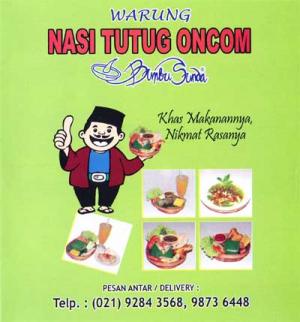 WARUNG
NASI TUTUG ONCOM
Bumbu Sunda
Khas Makanannya,
Nikmat Rasanya
PESAN ANTAR / DELIVERY :
Telp. : (021) 9284 3568, 9873 6448